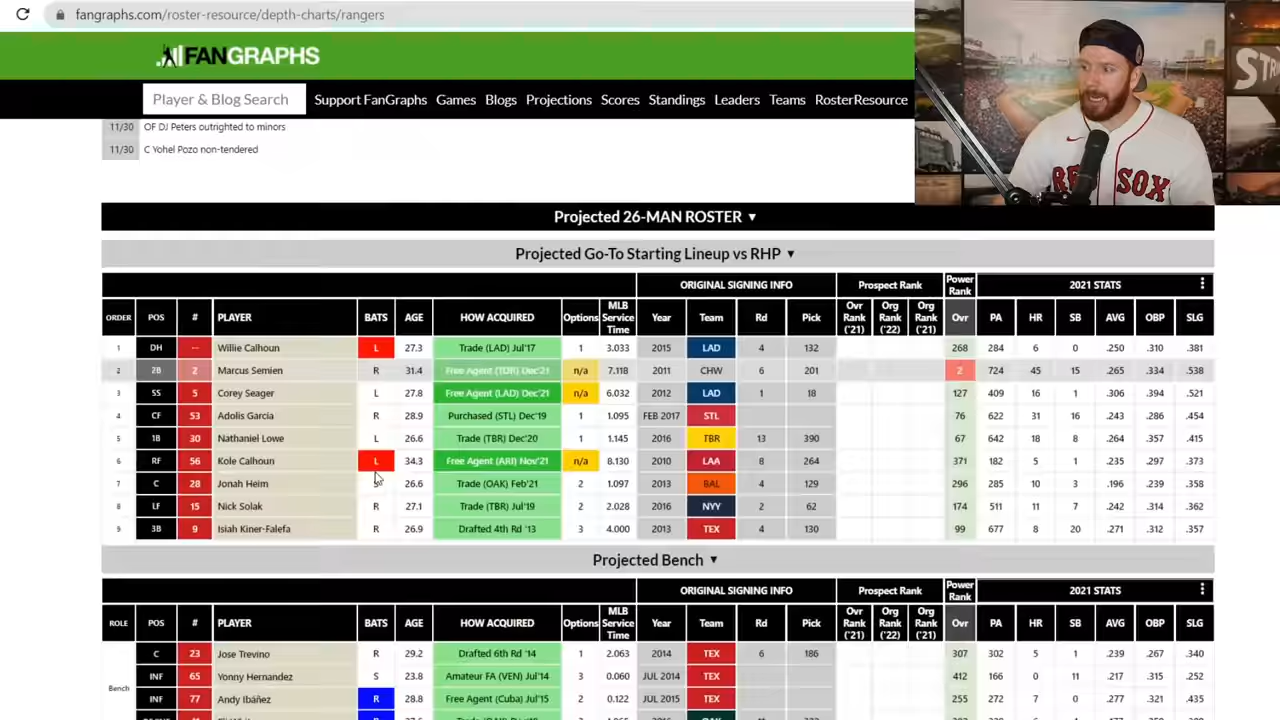 fangraphs.com/roster-resource/depth-charts/rangers
FANGRAPHS
Player & Blog Search Support FanGraphs Games Blogs Projections Scores Standings Leaders Teams RosterResource
11/30 OF DJ Peters outrighted to minors
11/30 C Yohel Pozo non-tendered
RED SOX
Projected 26-MAN ROSTER ▼
Projected Go-To Starting Lineup vs RHP ▼
ORIGINAL SIGNING INFO Prospect Rank Power Rank 2021 STATS
ORDER POS # PLAYER BATS AGE HOW ACQUIRED Options MLB Service Time Year Team Rd Pick Ovr Rank ('21) Org Rank ('22) Org Rank ('21) Ovr PA HR SB AVG OBP SLG
1 DH -- Willie Calhoun L 27.3 Trade (LAD) Jul'17 1 3.033 2015 LAD 4 132 268 284 6 0 .250 .310 .381
2 2B 2 Marcus Semien R 31.4 Free Agent (TOR) Dec'21 n/a 7.118 2011 CHW 6 201 2 724 45 15 .265 .334 .538
3 SS 5 Corey Seager L 27.8 Free Agent (LAD) Dec'21 n/a 6.032 2012 LAD 1 18 127 409 16 1 .306 .394 .521
4 CF 53 Adolis Garcia R 28.9 Purchased (STL) Dec'19 1 1.095 FEB 2017 STL 76 622 31 16 .243 .286 .454
5 1B 30 Nathaniel Lowe L 26.6 Trade (TBR) Dec'20 1 1.145 2016 TBR 13 390 67 642 18 8 .264 .357 .415
6 RF 56 Kole Calhoun L 34.3 Free Agent (ARI) Nov'21 n/a 8.130 2010 LAA 8 264 371 182 5 1 .235 .297 .373
7 C 28 Jonah Heim 26.6 Trade (OAK) Feb'21 2 1.097 2013 BAL 4 129 296 285 10 3 .196 .239 .358
8 LF 15 Nick Solak R 27.1 Trade (TBR) Jul'19 2 2.028 2016 NYY 2 62 174 511 11 7 .242 .314 .362
9 3B 9 Isiah Kiner-Falefa R 26.9 Drafted 4th Rd '13 3 4.000 2013 TEX 4 130 99 677 8 20 .271 .312 .357
Projected Bench ▼
ORIGINAL SIGNING INFO Prospect Rank Power Rank 2021 STATS
ROLE POS # PLAYER BATS AGE HOW ACQUIRED Options MLB Service Time Year Team Rd Pick Ovr Rank ('21) Org Rank ('22) Org Rank ('21) Ovr PA HR SB AVG OBP SLG
C 23 Jose Trevino R 29.2 Drafted 6th Rd '14 1 2.063 2014 TEX 6 186 307 302 5 1 .239 .267 .340
INF 65 Yonny Hernandez S 23.8 Amateur FA (VEN) Jul'14 3 0.060 JUL 2014 TEX 412 166 0 11 .217 .315 .252
Bench
INF 77 Andy Ibáñez R 28.8 Free Agent (Cuba) Jul'15 2 0.122 JUL 2015 TEX 255 272 7 0 .277 .321 .435